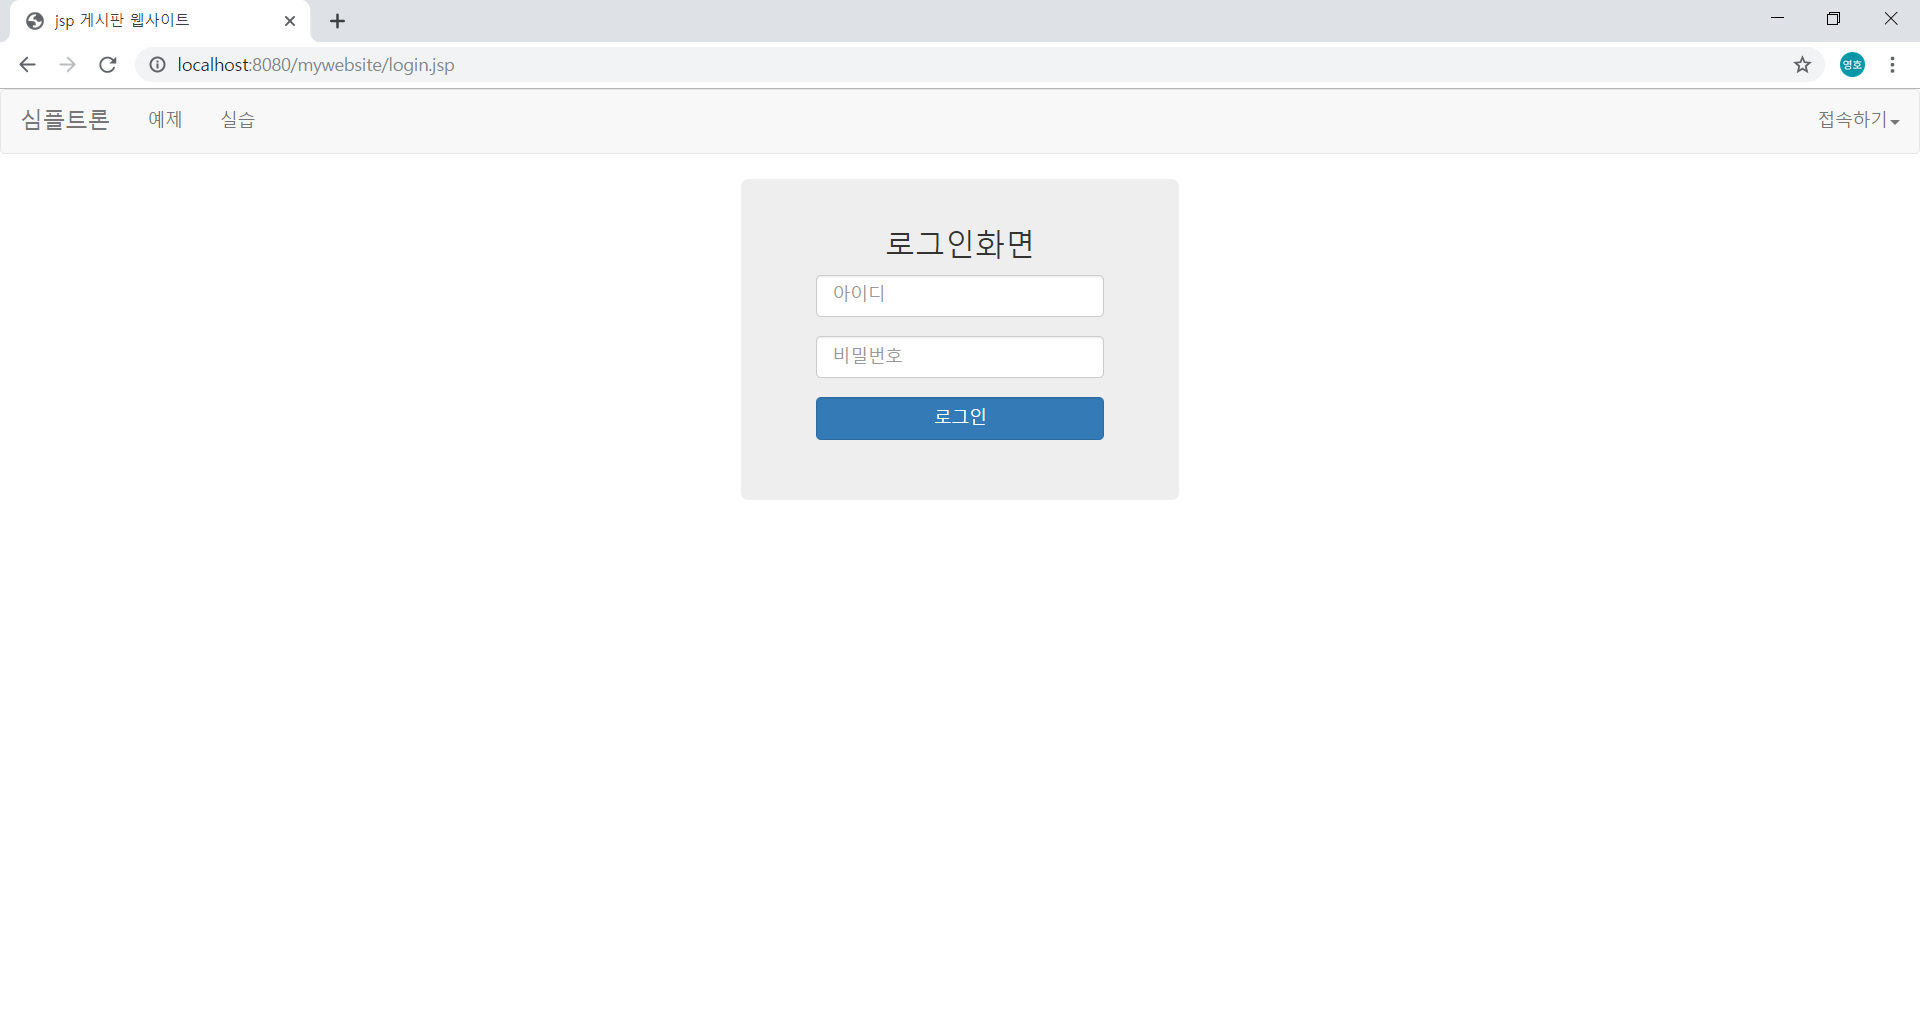 jsp 게시판 웹사이트
localhost:8080/mywebsite/login.jsp
영호
심플트론 예제 실습 접속하기
로그인화면
아이디
비밀번호
로그인